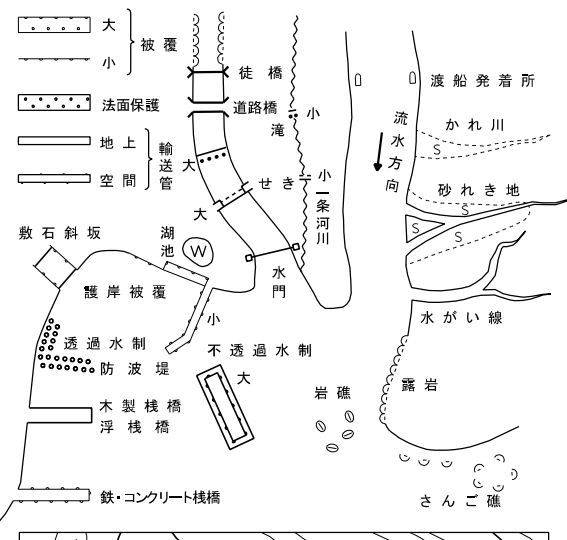 大
小
被覆
法面保護
地上
空間
輸送管
徒橋
道路橋
大
小
滝
せき
大
小
一条河川
水門
湖池
W
渡船発着所
流水方向
かれ川
S
砂れき地
S
S
S
水がい線
敷石斜坂
護岸被覆
小
透過水制
防波堤
不透過水制
大
木製桟橋
浮桟橋
鉄・コンクリート桟橋
岩礁
露岩
さんご礁